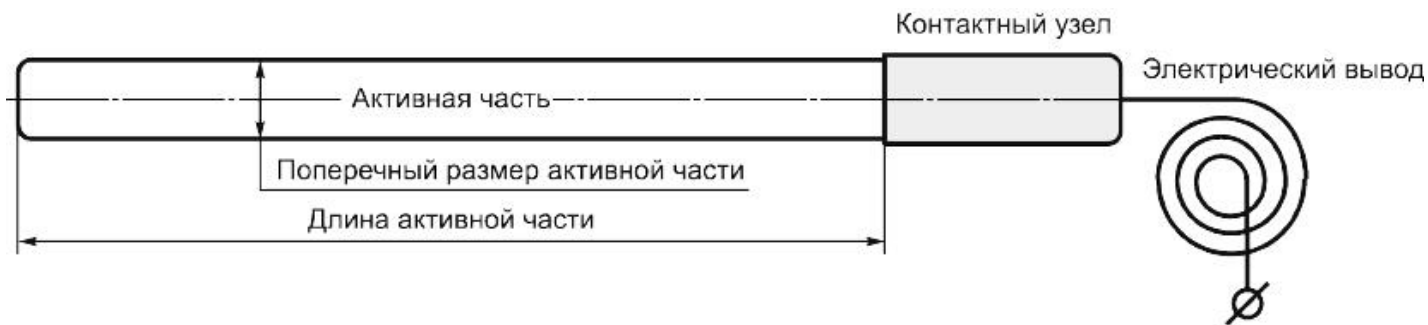 Контактный узел
Электрический вывод
Активная часть
Поперечный размер активной части
Длина активной части